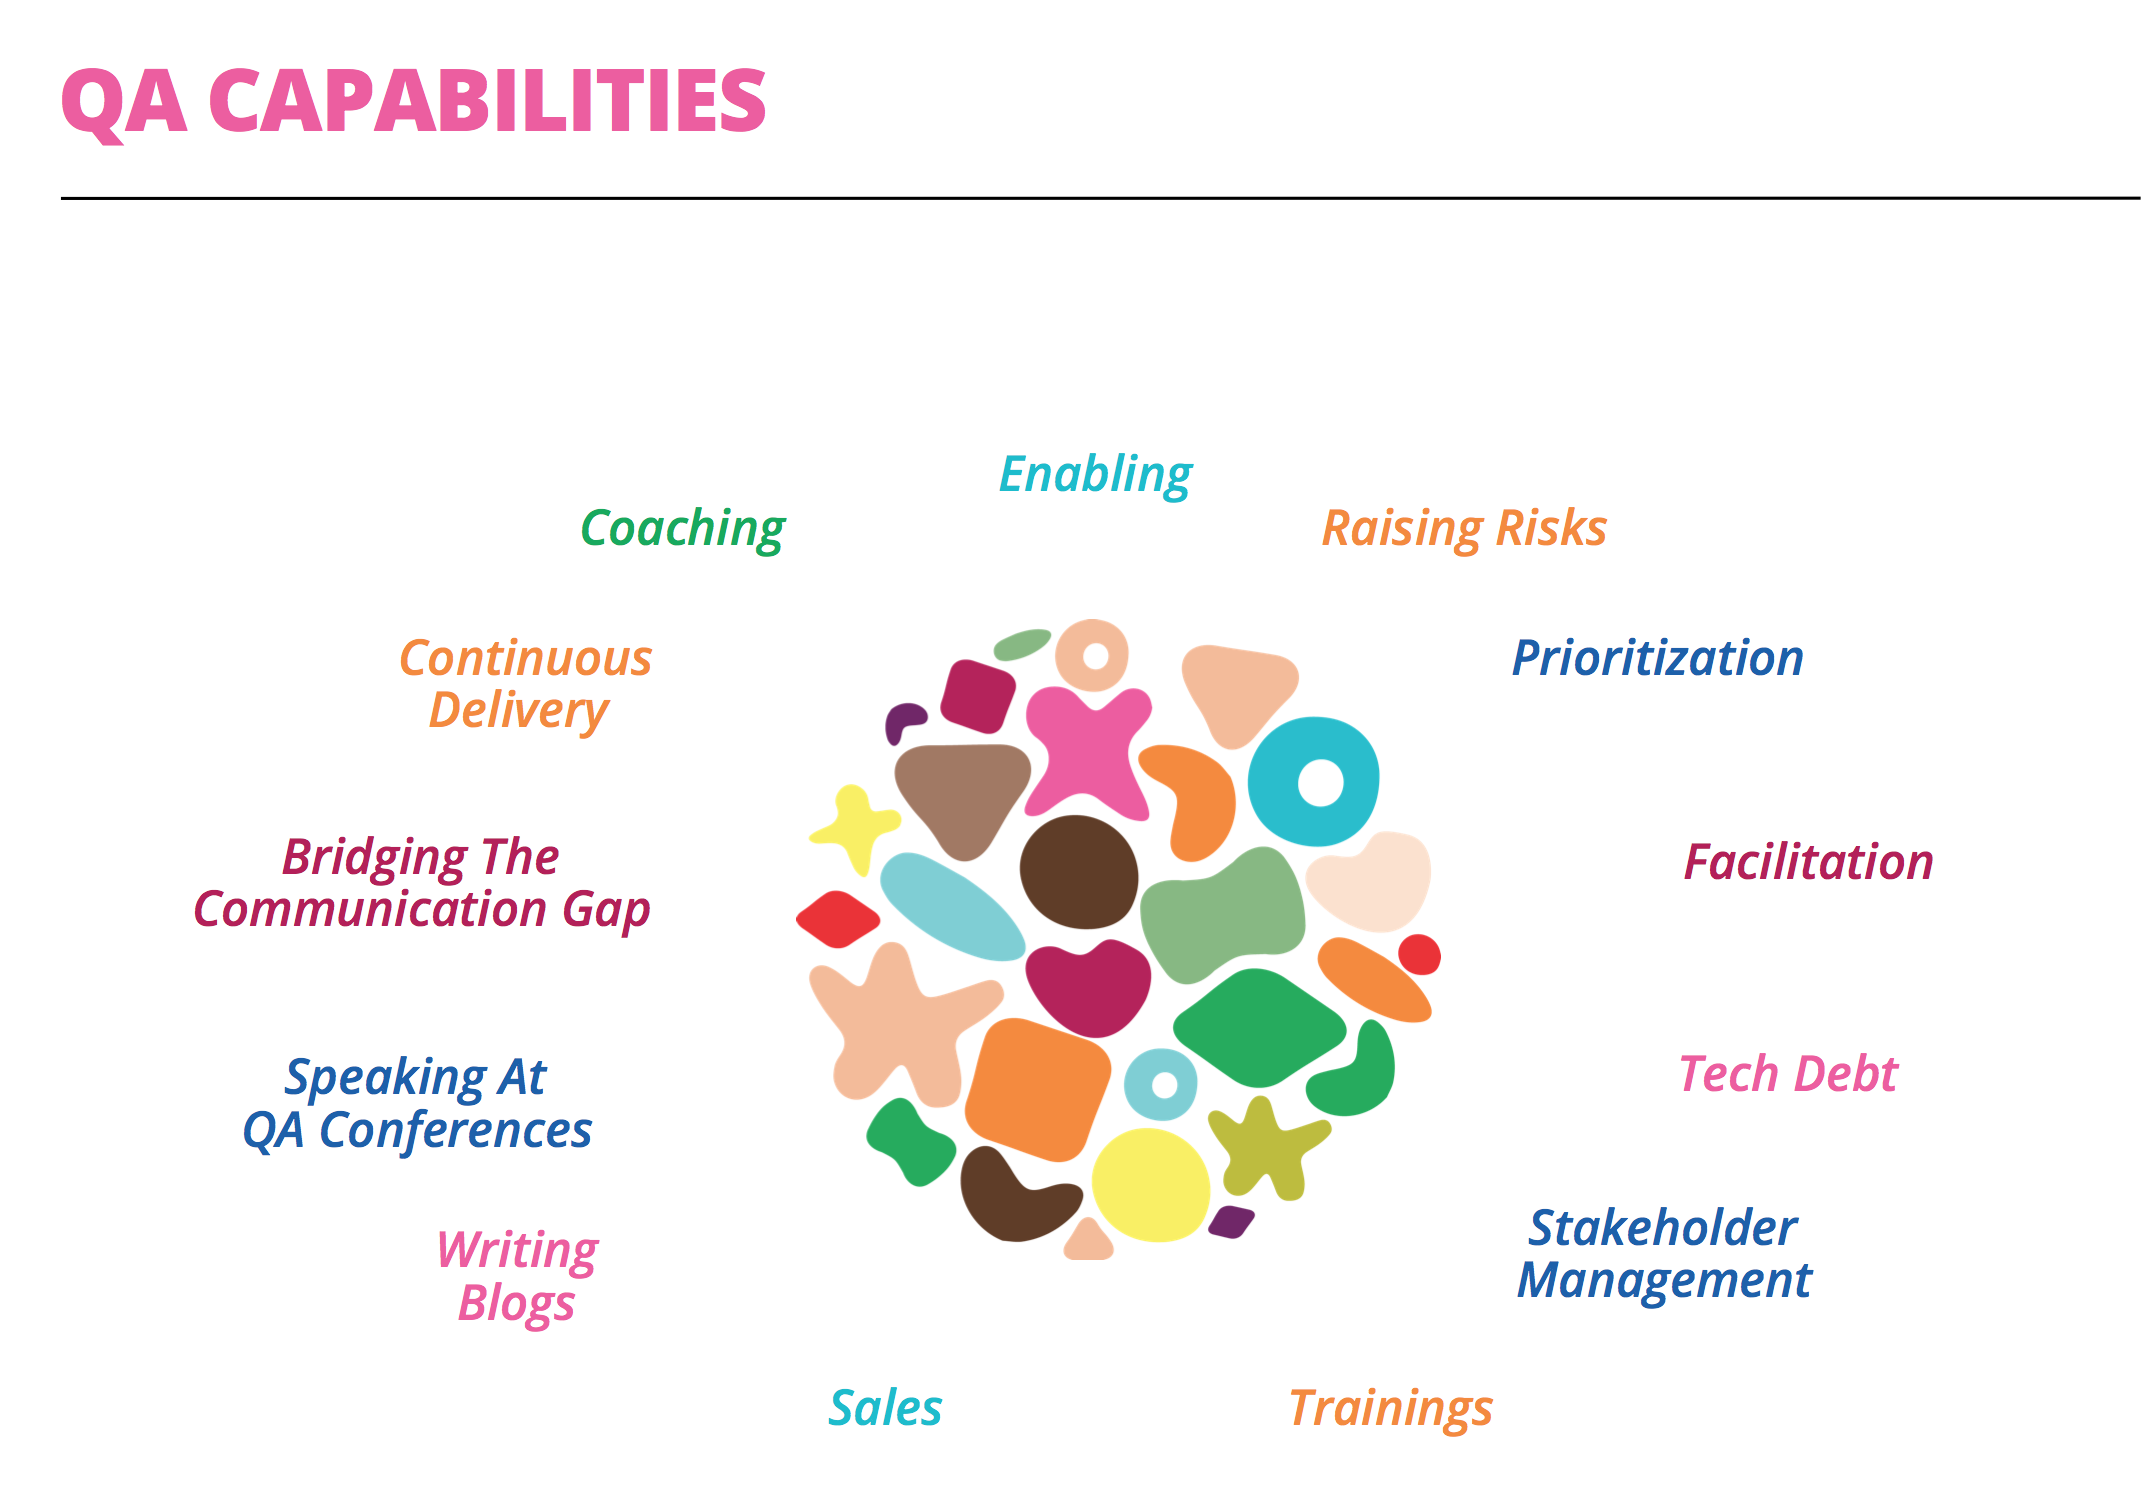 QA CAPABILITIES
Enabling
Coaching
Raising Risks
Continuous
Delivery
Prioritization
Bridging The
Communication Gap
Facilitation
Speaking At
QA Conferences
Tech Debt
Writing
Blogs
Stakeholder
Management
Sales
Trainings